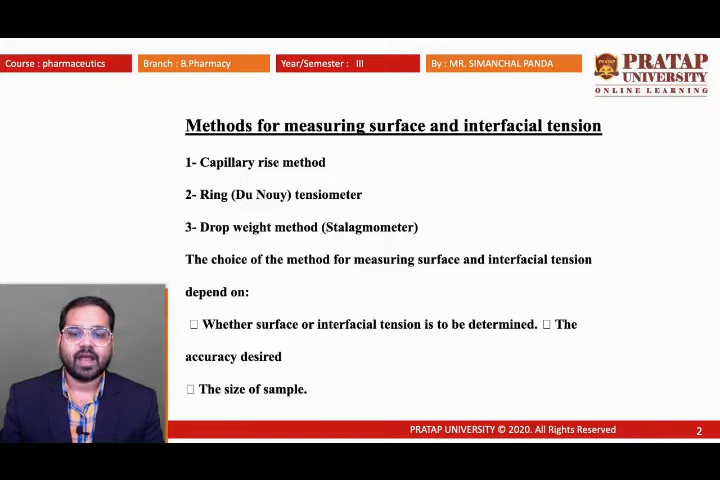 Course : pharmaceutics
Branch : B.Pharmacy
Year/Semester : III
By : MR. SIMANCHAL PANDA
PRATAP
PRATAP
UNIVERSITY
ONLINE LEARNING
Methods for measuring surface and interfacial tension
1- Capillary rise method
2- Ring (Du Nouy) tensiometer
3- Drop weight method (Stalagmometer)
The choice of the method for measuring surface and interfacial tension
depend on:
□ Whether surface or interfacial tension is to be determined. □ The
accuracy desired
□ The size of sample.
PRATAP UNIVERSITY © 2020. All Rights Reserved
2